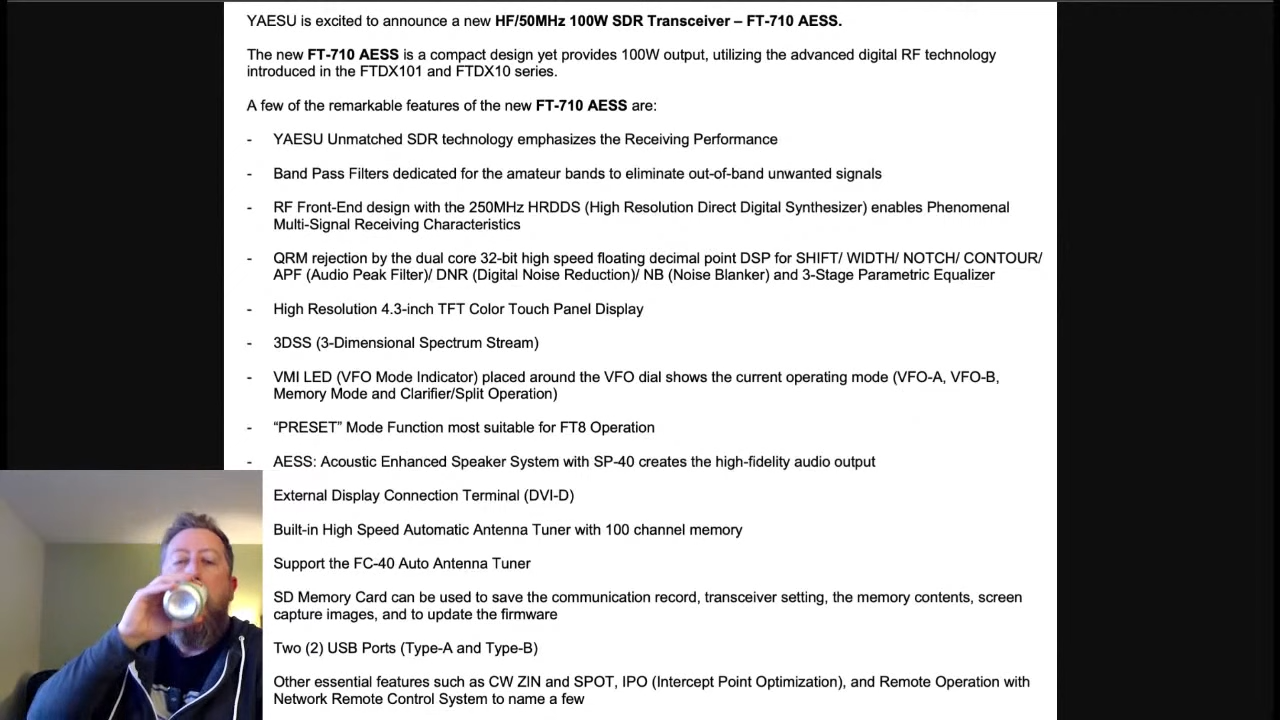 YAESU is excited to announce a new HF/50MHz 100W SDR Transceiver – FT-710 AESS.
The new FT-710 AESS is a compact design yet provides 100W output, utilizing the advanced digital RF technology
introduced in the FTDX101 and FTDX10 series.
A few of the remarkable features of the new FT-710 AESS are:
- YAESU Unmatched SDR technology emphasizes the Receiving Performance
- Band Pass Filters dedicated for the amateur bands to eliminate out-of-band unwanted signals
- RF Front-End design with the 250MHz HRDDS (High Resolution Direct Digital Synthesizer) enables Phenomenal
Multi-Signal Receiving Characteristics
- QRM rejection by the dual core 32-bit high speed floating decimal point DSP for SHIFT/ WIDTH/ NOTCH/ CONTOUR/
APF (Audio Peak Filter)/ DNR (Digital Noise Reduction)/ NB (Noise Blanker) and 3-Stage Parametric Equalizer
- High Resolution 4.3-inch TFT Color Touch Panel Display
- 3DSS (3-Dimensional Spectrum Stream)
- VMI LED (VFO Mode Indicator) placed around the VFO dial shows the current operating mode (VFO-A, VFO-B,
Memory Mode and Clarifier/Split Operation)
- “PRESET” Mode Function most suitable for FT8 Operation
- AESS: Acoustic Enhanced Speaker System with SP-40 creates the high-fidelity audio output
External Display Connection Terminal (DVI-D)
Built-in High Speed Automatic Antenna Tuner with 100 channel memory
Support the FC-40 Auto Antenna Tuner
SD Memory Card can be used to save the communication record, transceiver setting, the memory contents, screen
capture images, and to update the firmware
Two (2) USB Ports (Type-A and Type-B)
Other essential features such as CW ZIN and SPOT, IPO (Intercept Point Optimization), and Remote Operation with
Network Remote Control System to name a few